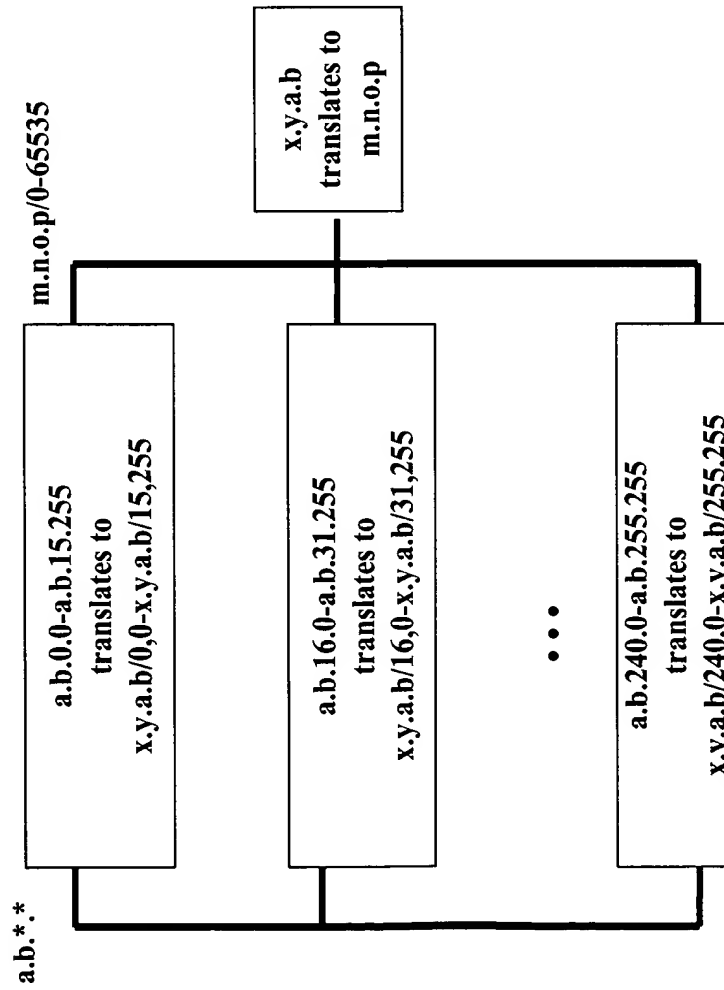 a.b.*.*
m.n.o.p/0-65535
a.b.0.0-a.b.15.255
translates to
x.y.a.b/0,0-x.y.a.b/15,255
a.b.16.0-a.b.31.255
translates to
x.y.a.b/16,0-x.y.a.b/31,255
• • •
a.b.240.0-a.b.255.255
translates to
x.y.a.b/240.0-x.y.a.b/255.255
x.y.a.b
translates to
m.n.o.p